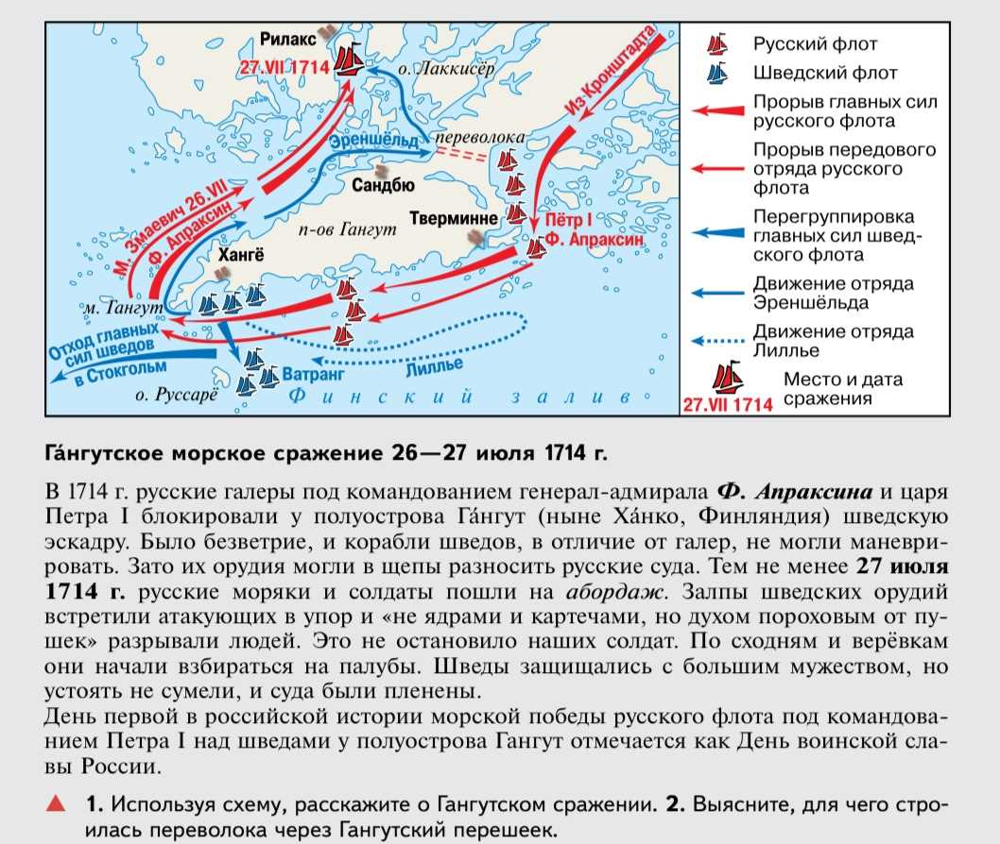 Рилакс
27.VII 1714
о. Лаккисёр
Из Кронштадта
Эреншёльд
переволока
Сандбю
М. Змаевич 26.VII
Ф. Апраксин
п-ов Гангут
Тверминне
Пётр I
Ф. Апраксин
Хангё
м. Гангут
Отход главных
сил шведов
в Стокгольм
Ватранг
Лиллье
о. Руссарё
Финский залив
Русский флот
Шведский флот
Прорыв главных сил
русского флота
Прорыв передового
отряда русского
флота
Перегруппировка
главных сил швед-
ского флота
Движение отряда
Эреншёльда
Движение отряда
Лиллье
27.VII 1714
Место и дата
сражения
Га́нгутское морское сражение 26—27 июля 1714 г.
В 1714 г. русские галеры под командованием генерал-адмирала Ф. Апраксина и царя
Петра I блокировали у полуострова Га́нгут (ныне Ха́нко, Финляндия) шведскую
эскадру. Было безветрие, и корабли шведов, в отличие от галер, не могли маневри-
ровать. Зато их орудия могли в щепы разносить русские суда. Тем не менее 27 июля
1714 г. русские моряки и солдаты пошли на абордаж. Залпы шведских орудий
встретили атакующих в упор и «не ядрами и картечами, но духом пороховым от пу-
шек» разрывали людей. Это не остановило наших солдат. По сходням и верёвкам
они начали взбираться на палубы. Шведы защищались с большим мужеством, но
устоять не сумели, и суда были пленены.
День первой в российской истории морской победы русского флота под командова-
нием Петра I над шведами у полуострова Гангут отмечается как День воинской сла-
вы России.
1. Используя схему, расскажите о Гангутском сражении. 2. Выясните, для чего стро-
илась переволока через Гангутский перешеек.